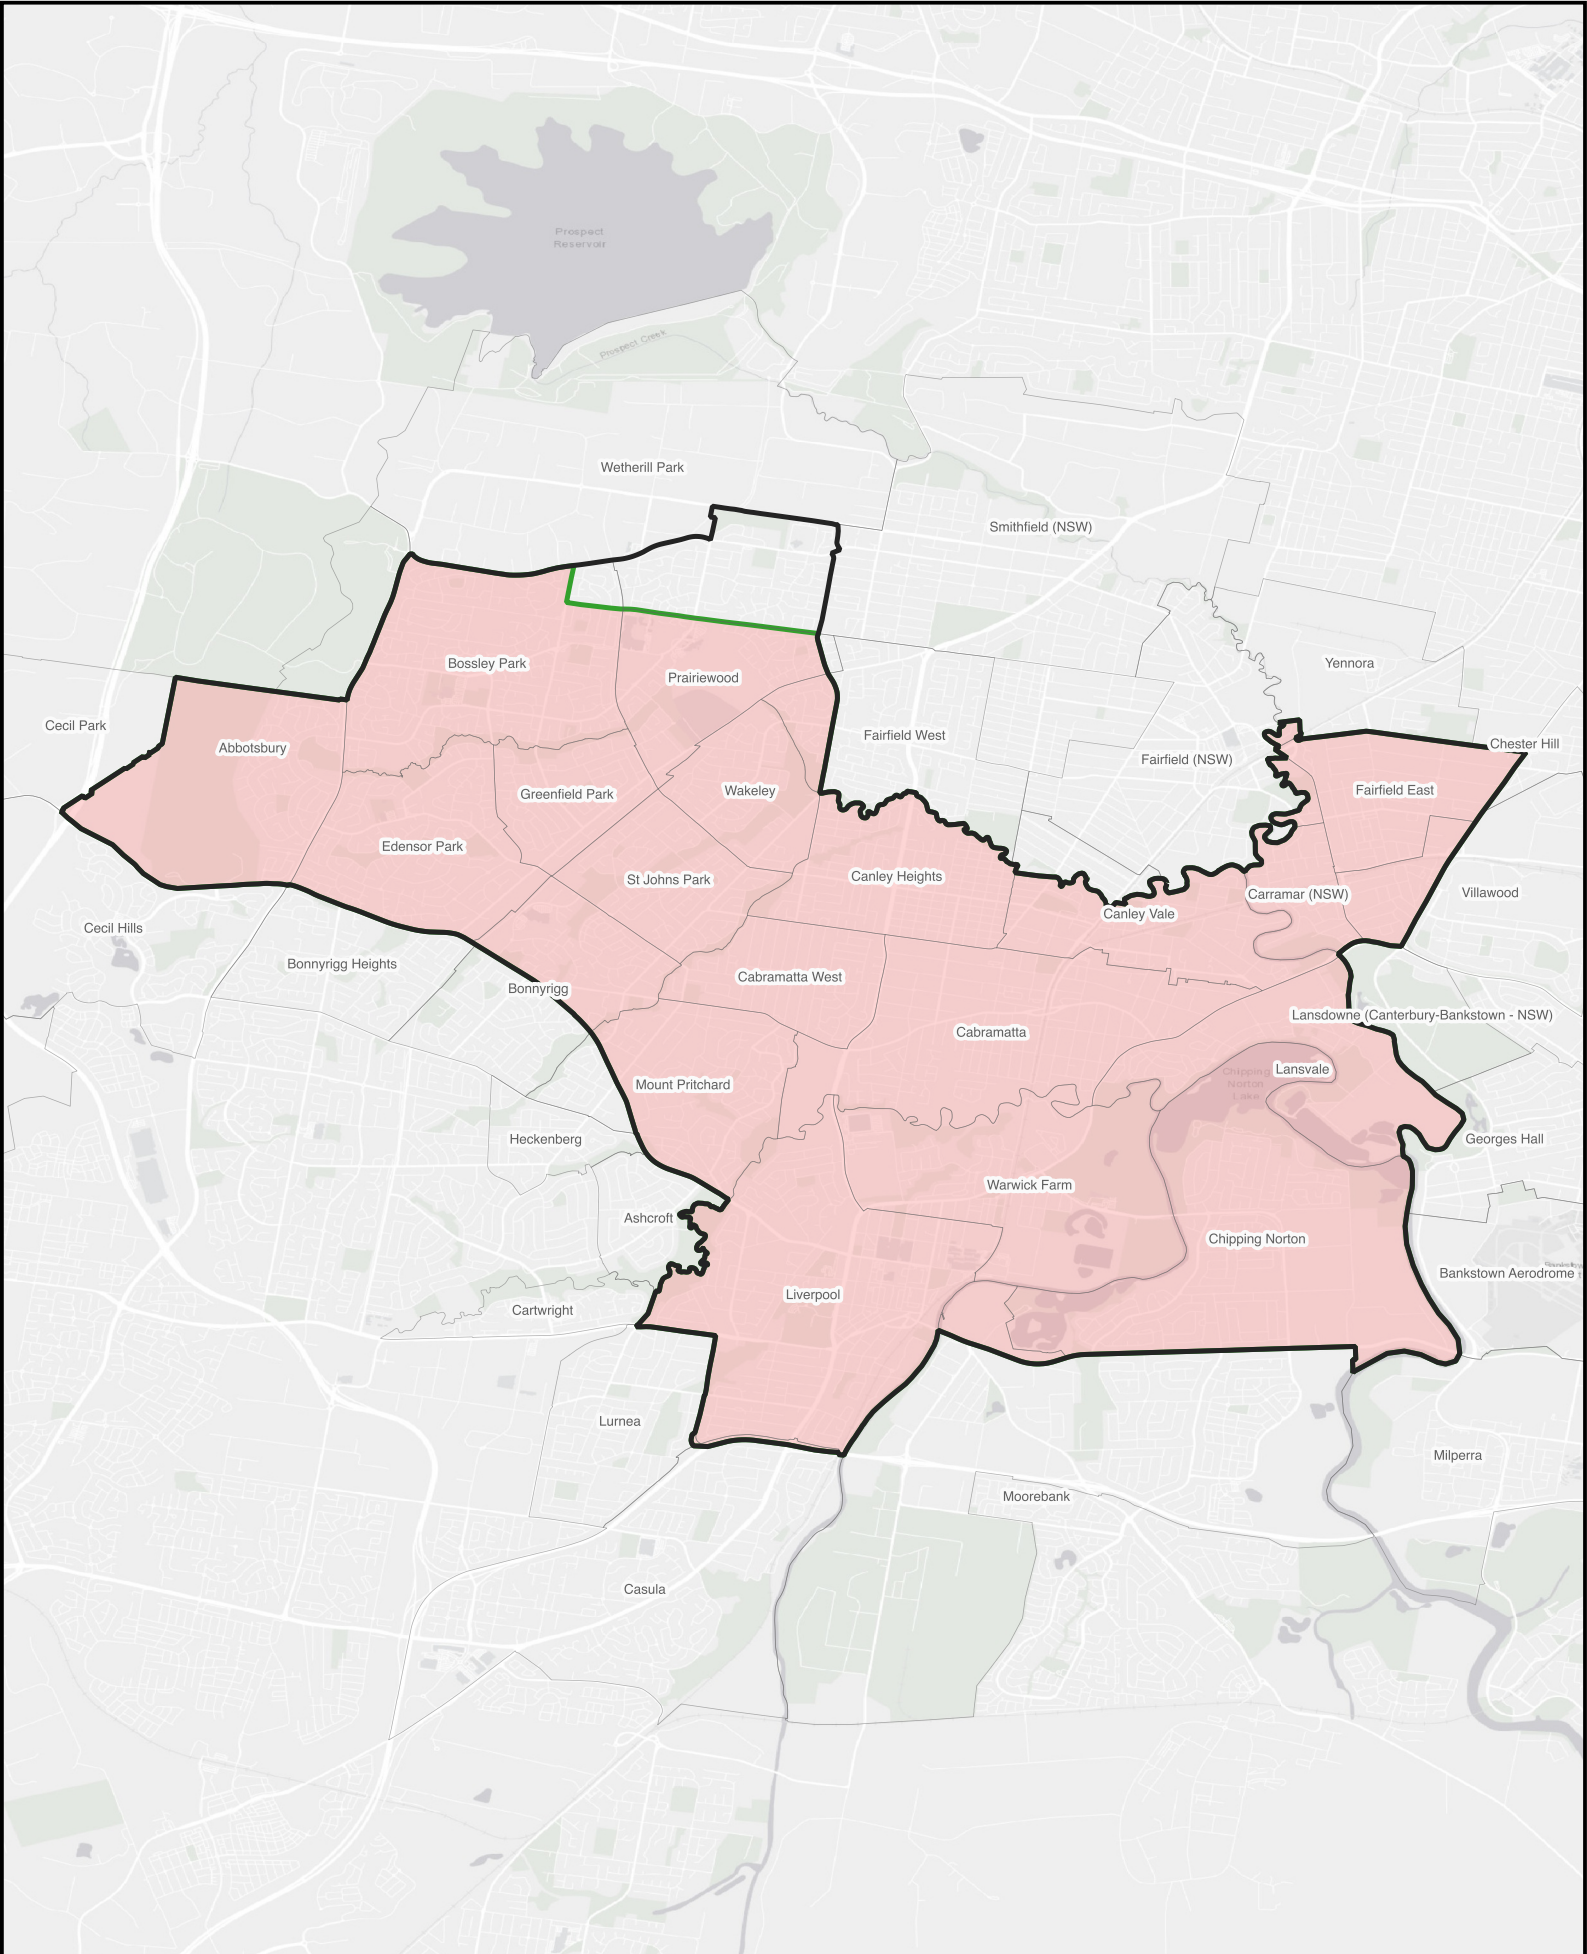 Prospect
Reservoir
Prospect Creek
Wetherill Park
Smithfield (NSW)
Bossley Park
Yennora
Prairiewood
Cecil Park
Fairfield West
Chester Hill
Abbotsbury
Fairfield (NSW)
Greenfield Park
Wakeley
Fairfield East
Edensor Park
St Johns Park
Canley Heights
Villawood
Carramar (NSW)
Canley Vale
Cecil Hills
Bonnyrigg Heights
Cabramatta West
Bonnyrigg
Lansdowne (Canterbury-Bankstown - NSW)
Cabramatta
Lansvale
Chipping
Norton
Lake
Mount Pritchard
Heckenberg
Georges Hall
Warwick Farm
Ashcroft
Chipping Norton
Bankstown Aerodrome
Liverpool
Cartwright
Lurnea
Milperra
Moorebank
Casula